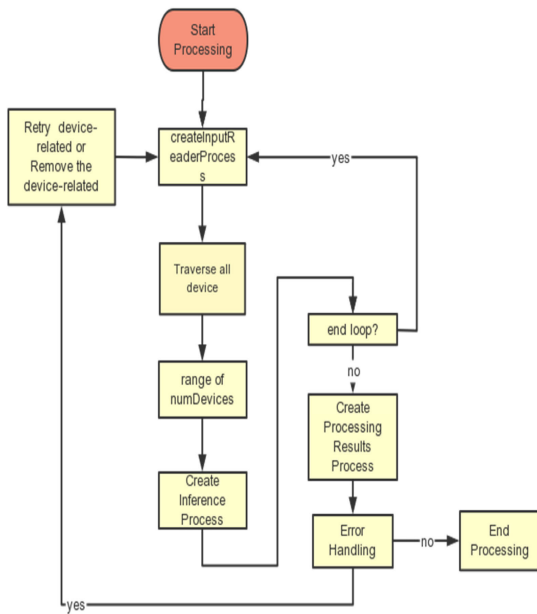 Start
Processing
Retry device-
related or
Remove the
device-related
createInputR
eaderProces
s
yes
Traverse all
device
end loop?
no
range of
numDevices
Create
Processing
Results
Process
Create
Inference
Process
Error
Handling
no
End
Processing
yes